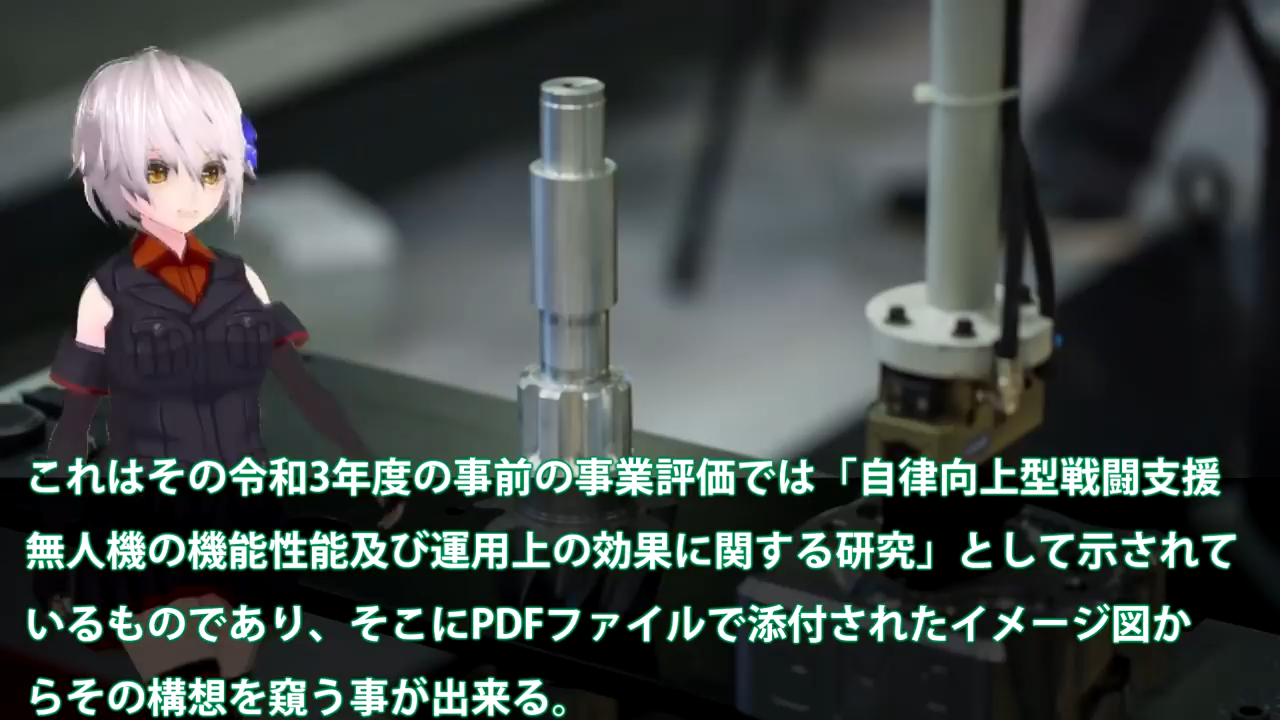 これはその令和3年度の事前の事業評価では「自律向上型戦闘支援
無人機の機能性能及び運用上の効果に関する研究」として示されて
いるものであり、そこにPDFファイルで添付されたイメージ図か
らその構想を窺う事が出来る。